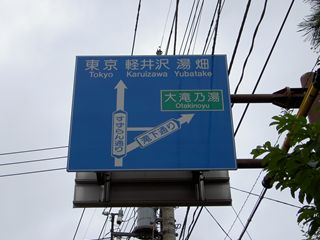 東京 軽井沢 湯畑
Tokyo Karuizawa Yubatake
大滝乃湯
Otakinoyu
すずらん通り
滝下通り